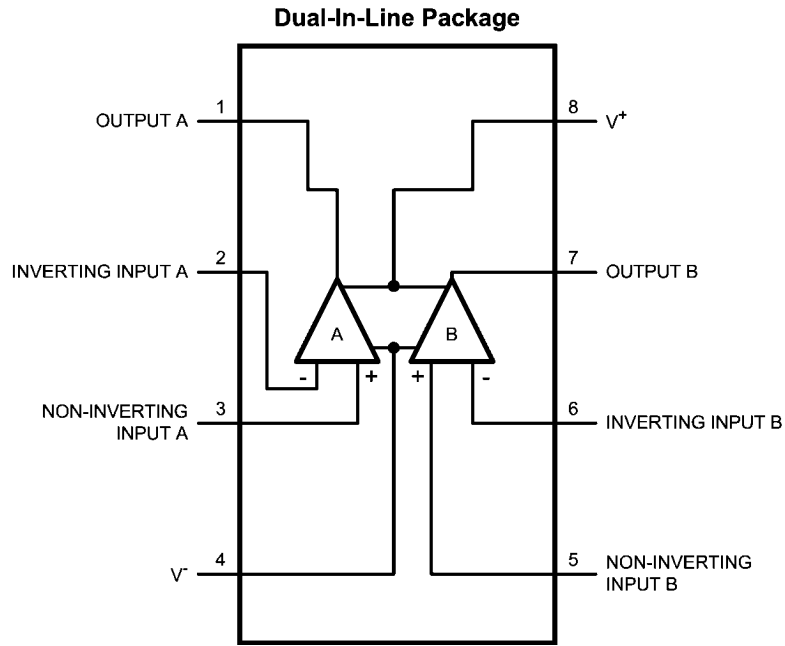 Dual-In-Line Package
1
OUTPUT A
8
V+
2
INVERTING INPUT A
7
OUTPUT B
A
B
-
+
+
-
3
NON-INVERTING
INPUT A
6
INVERTING INPUT B
4
V-
5
NON-INVERTING
INPUT B